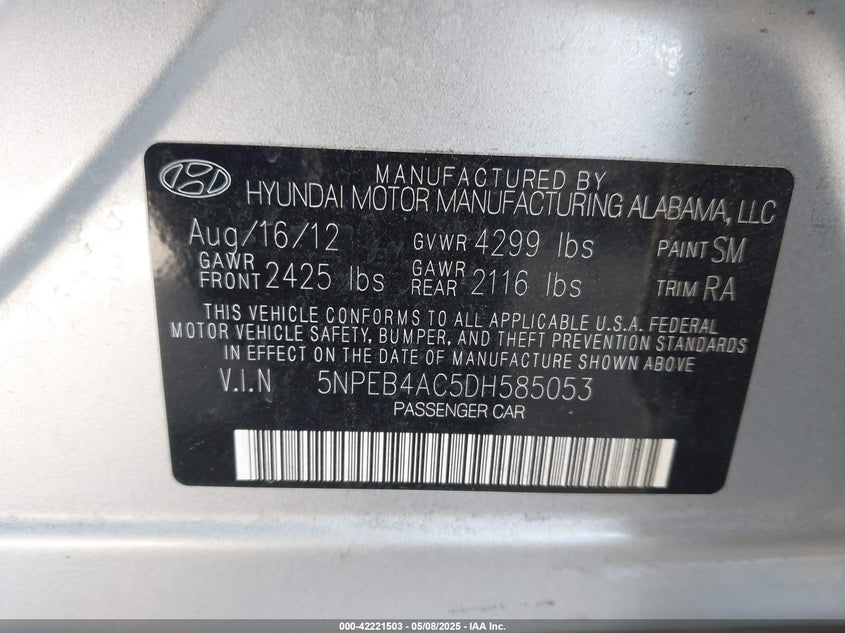 MANUFACTURED BY
HYUNDAI MOTOR MANUFACTURING ALABAMA, LLC
Aug/16/12 GVWR 4299 lbs PAINT SM
GAWR FRONT 2425 lbs GAWR REAR 2116 lbs TRIM RA
THIS VEHICLE CONFORMS TO ALL APPLICABLE U.S.A. FEDERAL
MOTOR VEHICLE SAFETY, BUMPER, AND THEFT PREVENTION STANDARDS
IN EFFECT ON THE DATE OF MANUFACTURE SHOWN ABOVE
V.I.N 5NPEB4AC5DH585053
PASSENGER CAR
000-42221503 — 05/08/2025 — IAA Inc.